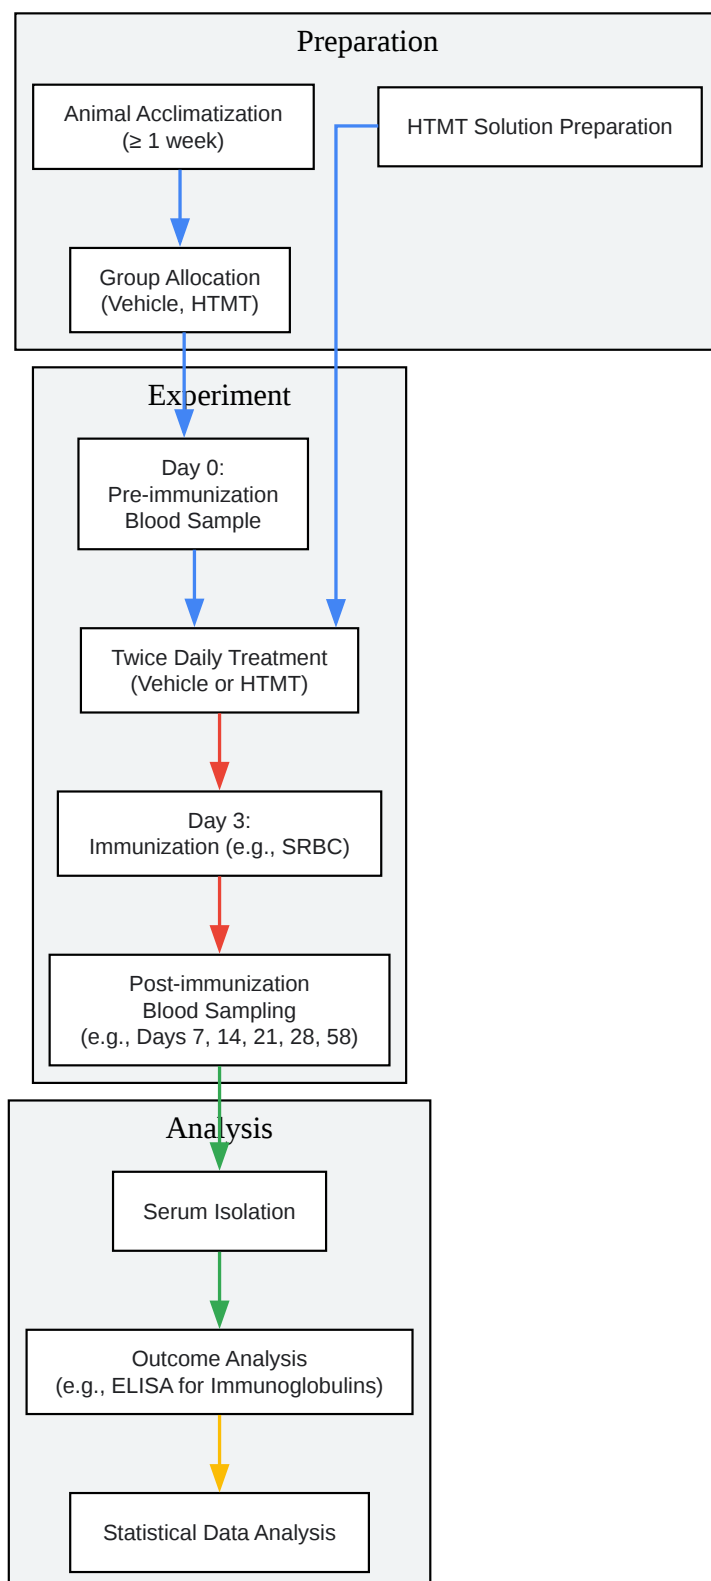 Preparation
Animal Acclimatization
(≥ 1 week)
HTMT Solution Preparation
Group Allocation
(Vehicle, HTMT)
Experiment
Day 0:
Pre-immunization
Blood Sample
Twice Daily Treatment
(Vehicle or HTMT)
Day 3:
Immunization (e.g., SRBC)
Post-immunization
Blood Sampling
(e.g., Days 7, 14, 21, 28, 58)
Analysis
Serum Isolation
Outcome Analysis
(e.g., ELISA for Immunoglobulins)
Statistical Data Analysis